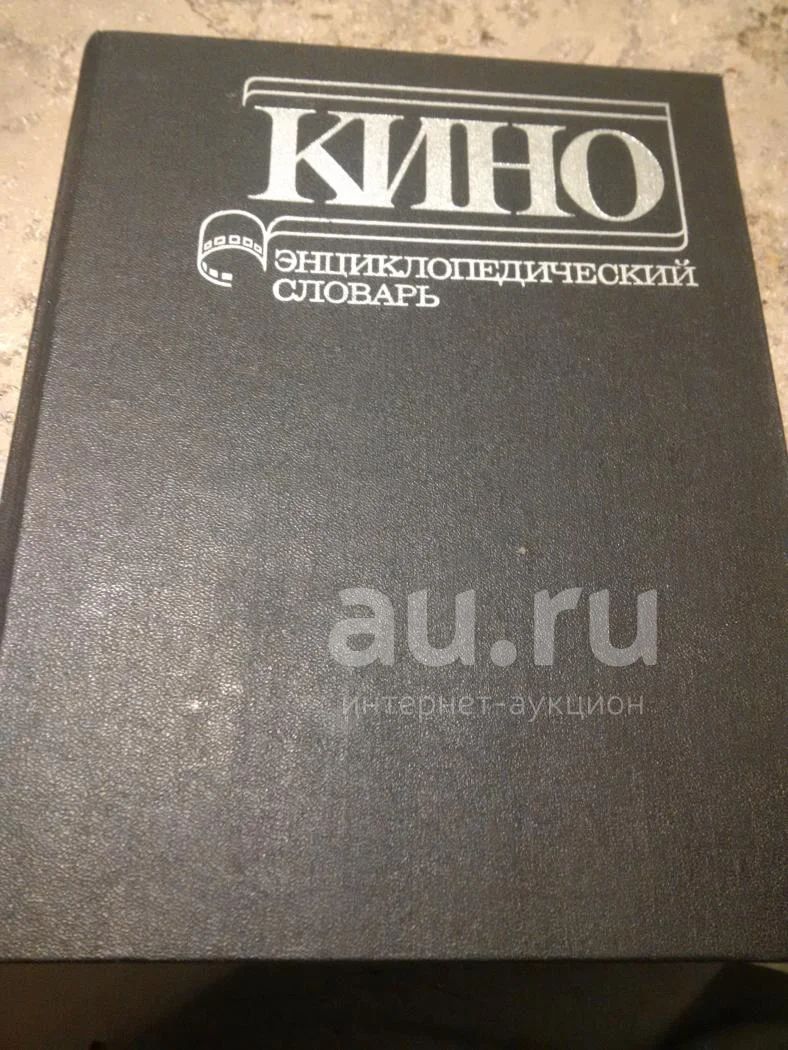 КИНО
ЭНЦИКЛОПЕДИЧЕСКИЙ
СЛОВАРЬ
au.ru
интернет-аукцион